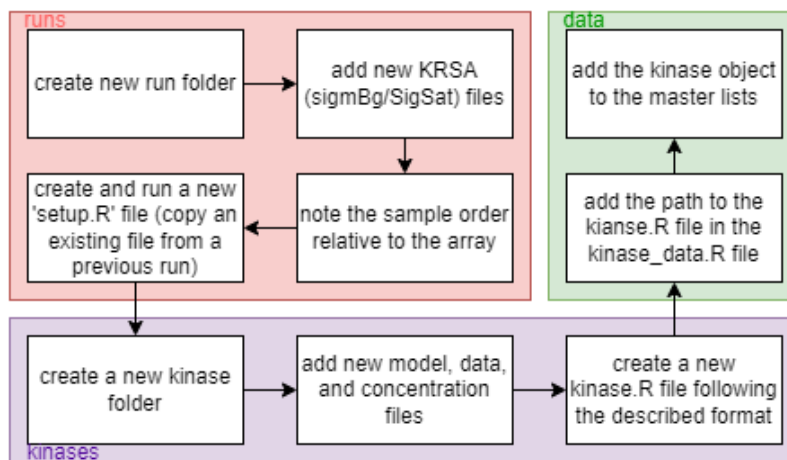 runs
create new run folder
add new KRSA
(sigmBg/SigSat) files
note the sample order
relative to the array
create and run a new
'setup.R' file (copy an
existing file from a
previous run)
kinases
create a new kinase
folder
add new model, data,
and concentration
files
create a new
kinase.R file following
the described format
data
add the path to the
kianse.R file in the
kinase_data.R file
add the kinase object
to the master lists